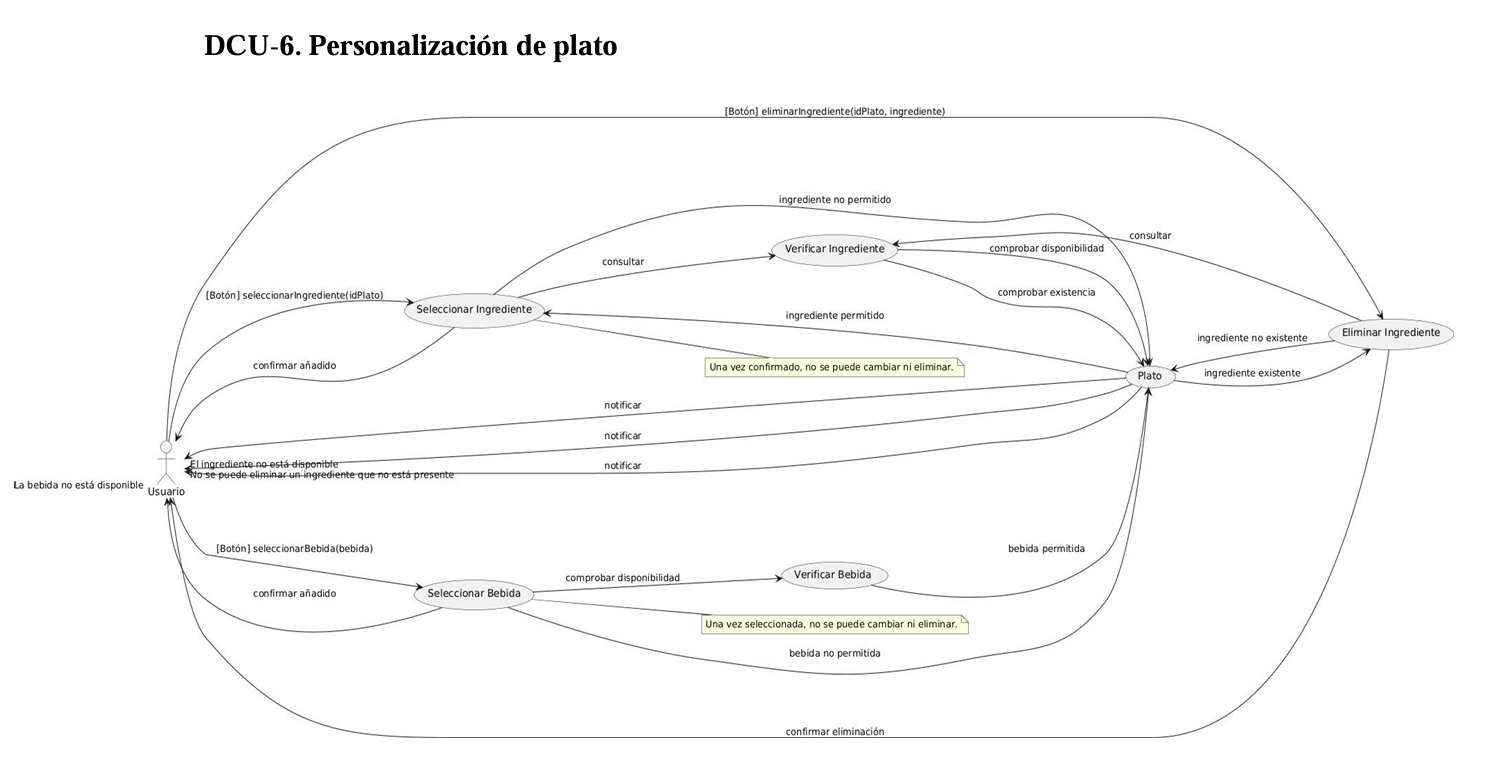 DCU-6. Personalización de plato
[Botón] eliminarIngrediente(idPlato, ingrediente)
ingrediente no permitido
consultar
Verificar Ingrediente
comprobar disponibilidad
consultar
comprobar existencia
[Botón] seleccionarIngrediente(idPlato)
Seleccionar Ingrediente
ingrediente permitido
Eliminar Ingrediente
ingrediente no existente
confirmar añadido
Una vez confirmado, no se puede cambiar ni eliminar.
Plato
ingrediente existente
notificar
notificar
notificar
El ingrediente no está disponible
No se puede eliminar un ingrediente que no está presente
La bebida no está disponible
Usuario
[Botón] seleccionarBebida(bebida)
bebida permitida
comprobar disponibilidad
Verificar Bebida
confirmar añadido
Seleccionar Bebida
Una vez seleccionada, no se puede cambiar ni eliminar.
bebida no permitida
confirmar eliminación